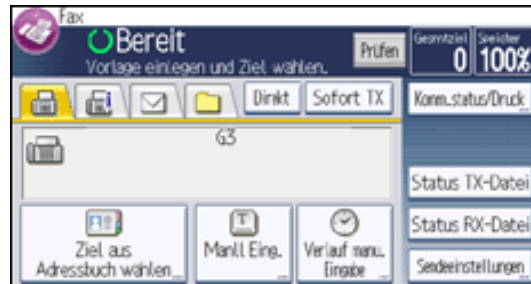 Fax
Bereit
Vorlage einlegen und Ziel wählen.
Prüfen
Gesamtziel
0
Speicher
100%
Direkt
Sofort TX
Komm.status/Druck
G3
Status TX-Datei
Status RX-Datei
Ziel aus
Adressbuch wählen
Manll Eing.
Verlauf manu.
Eingabe
Sendeeinstellungen